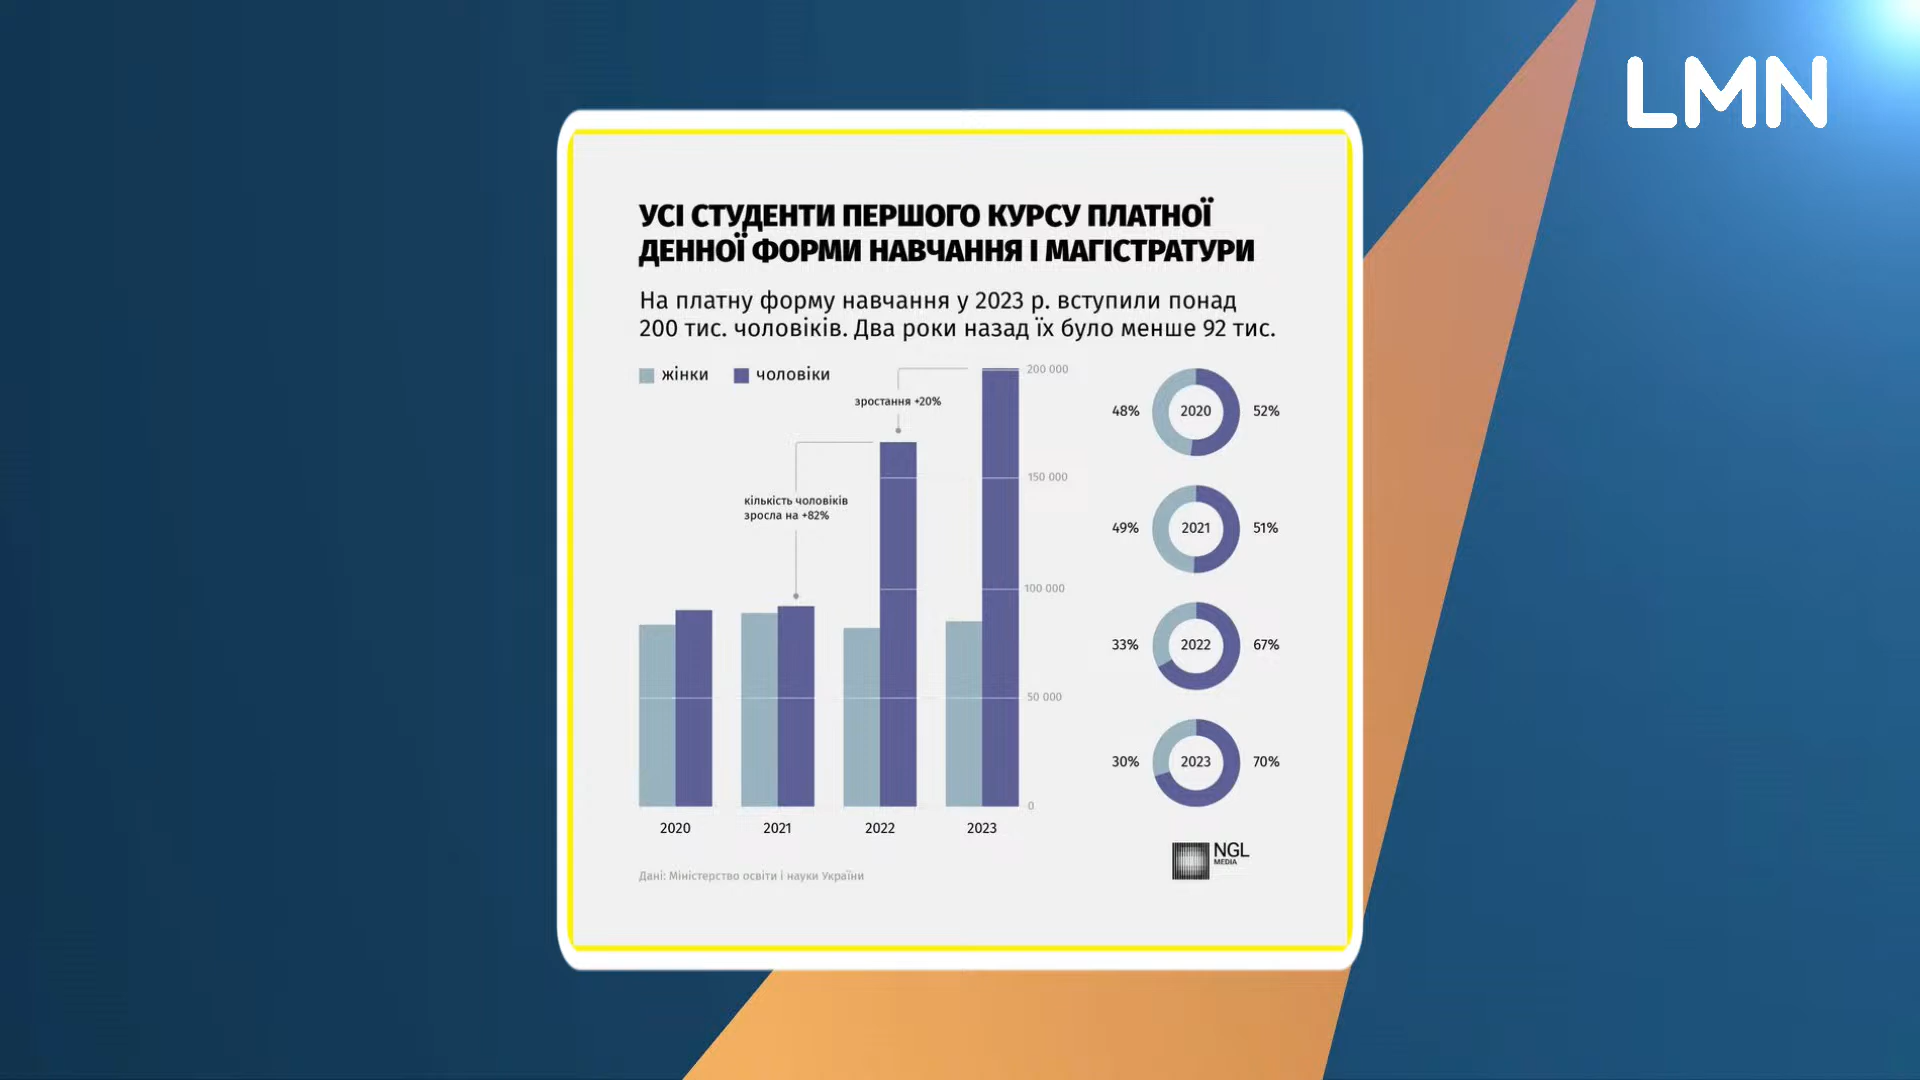 LMN
УСІ СТУДЕНТИ ПЕРШОГО КУРСУ ПЛАТНОЇ
ДЕННОЇ ФОРМИ НАВЧАННЯ І МАГІСТРАТУРИ
На платну форму навчання у 2023 р. вступили понад
200 тис. чоловіків. Два роки назад їх було менше 92 тис.
жінки чоловіки
200 000
зростання +20%
150 000
кількість чоловіків
зросла на +82%
100 000
50 000
0
2020 2021 2022 2023
48% 2020 52%
49% 2021 51%
33% 2022 67%
30% 2023 70%
NGL
MEDIA
Дані: Міністерство освіти і науки України